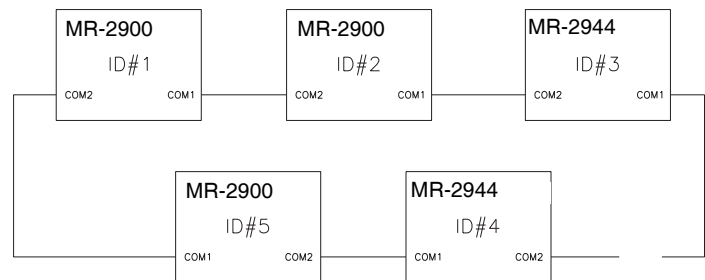 MR-2900
ID#1
COM2 COM1
MR-2900
ID#2
COM2 COM1
MR-2944
ID#3
COM2 COM1
MR-2900
ID#5
COM1 COM2
MR-2944
ID#4
COM1 COM2